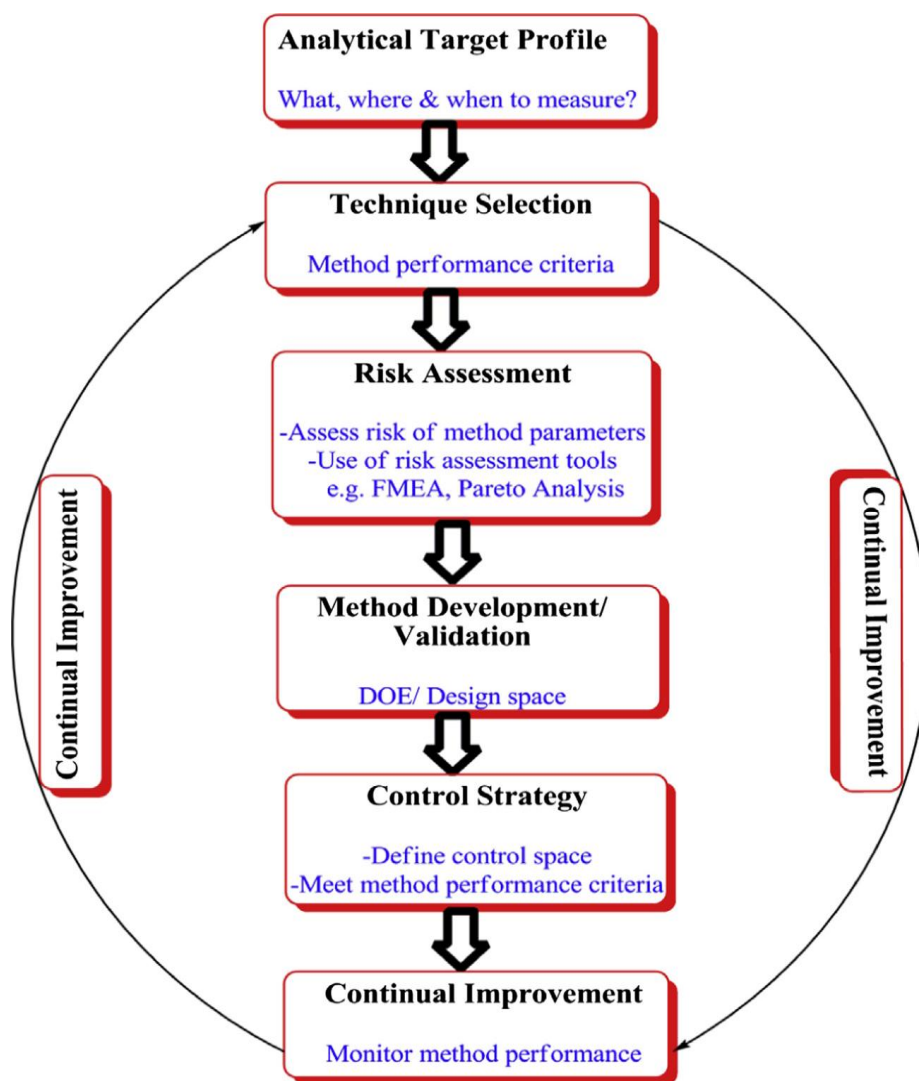 Analytical Target Profile
What, where & when to measure?
Technique Selection
Method performance criteria
Risk Assessment
-Assess risk of method parameters
-Use of risk assessment tools
e.g. FMEA, Pareto Analysis
Continual Improvement
Continual Improvement
Method Development/
Validation
DOE/ Design space
Control Strategy
-Define control space
-Meet method performance criteria
Continual Improvement
Monitor method performance